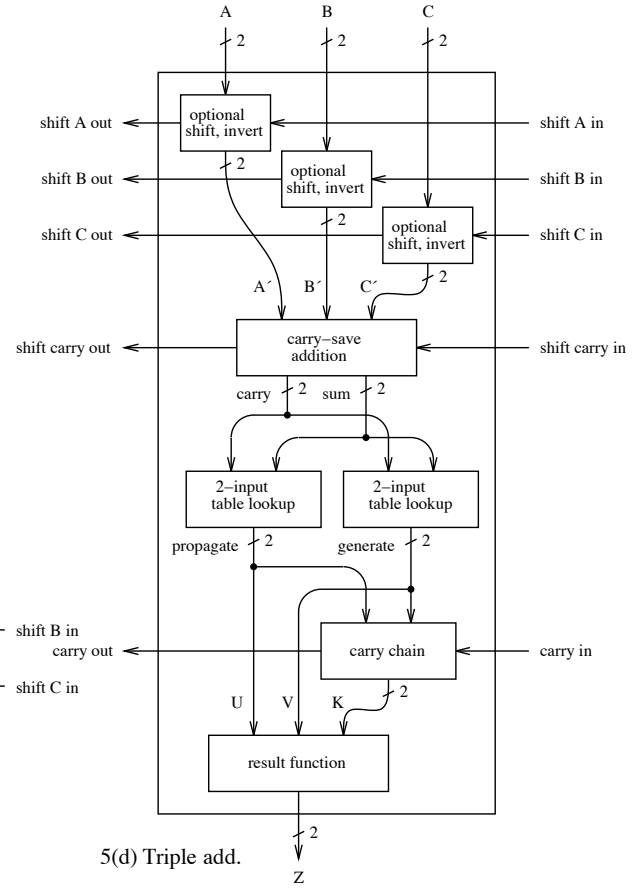 A B C
2 2 2
optional
shift A out shift A in
shift, invert
2
optional
shift B out shift B in
shift, invert
2
optional
shift C out shift C in
shift, invert
2
A´ B´ C´
carry−save
shift carry out shift carry in
addition
carry 2 sum 2
2−input 2−input
table lookup table lookup
propagate 2 generate 2
shift B in
carry out carry chain carry in
shift C in
2
U V K
result function
2
5(d) Triple add.
Z